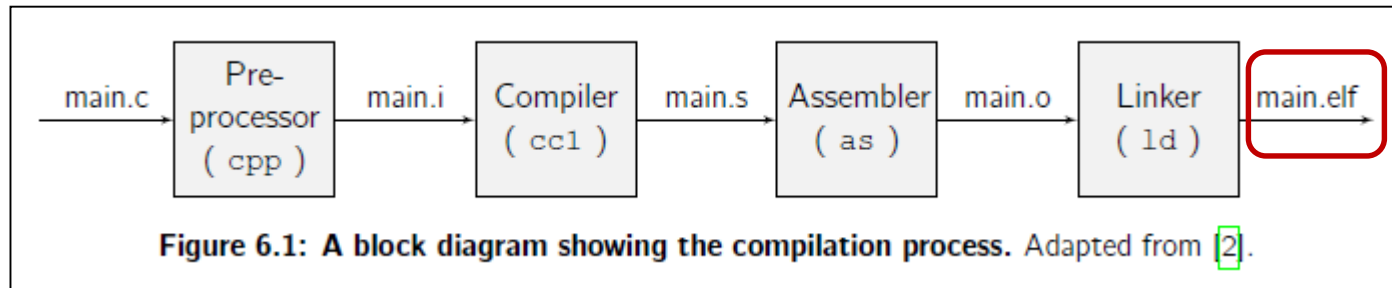 main.c
Pre-
processor
( cpp )
main.i
Compiler
( cc1 )
main.s
Assembler
( as )
main.o
Linker
( ld )
main.elf
Figure 6.1: A block diagram showing the compilation process. Adapted from [2].